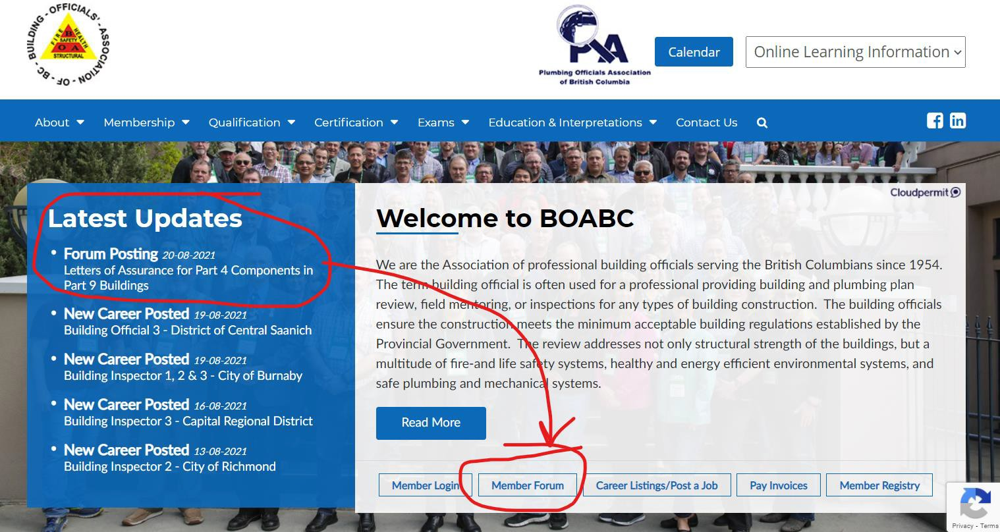 BUILDING · OFFICIALS' · ASSOCIATION · OF · BC ·
FIRE HEALTH
B
SAFETY
O A
STRUCTURAL
Plumbing Officials Association
of British Columbia
Calendar
Online Learning Information
About
Membership
Qualification
Certification
Exams
Education & Interpretations
Contact Us
Latest Updates
• Forum Posting 20-08-2021
Letters of Assurance for Part 4 Components in
Part 9 Buildings
• New Career Posted 19-08-2021
Building Official 3 - District of Central Saanich
• New Career Posted 19-08-2021
Building Inspector 1, 2 & 3 - City of Burnaby
• New Career Posted 16-08-2021
Building Inspector 3 - Capital Regional District
• New Career Posted 13-08-2021
Building Inspector 2 - City of Richmond
Cloudpermit
Welcome to BOABC
We are the Association of professional building officials serving the British Columbians since 1954.
The term building official is often used for a professional providing building and plumbing plan
review, field mentoring, or inspections for any types of building construction. The building officials
ensure the construction meets the minimum acceptable building regulations established by the
Provincial Government. The review addresses not only structural strength of the buildings, but a
multitude of fire-and life safety systems, healthy and energy efficient environmental systems, and
safe plumbing and mechanical systems.
Read More
Member Login
Member Forum
Career Listings/Post a Job
Pay Invoices
Member Registry
Privacy - Terms